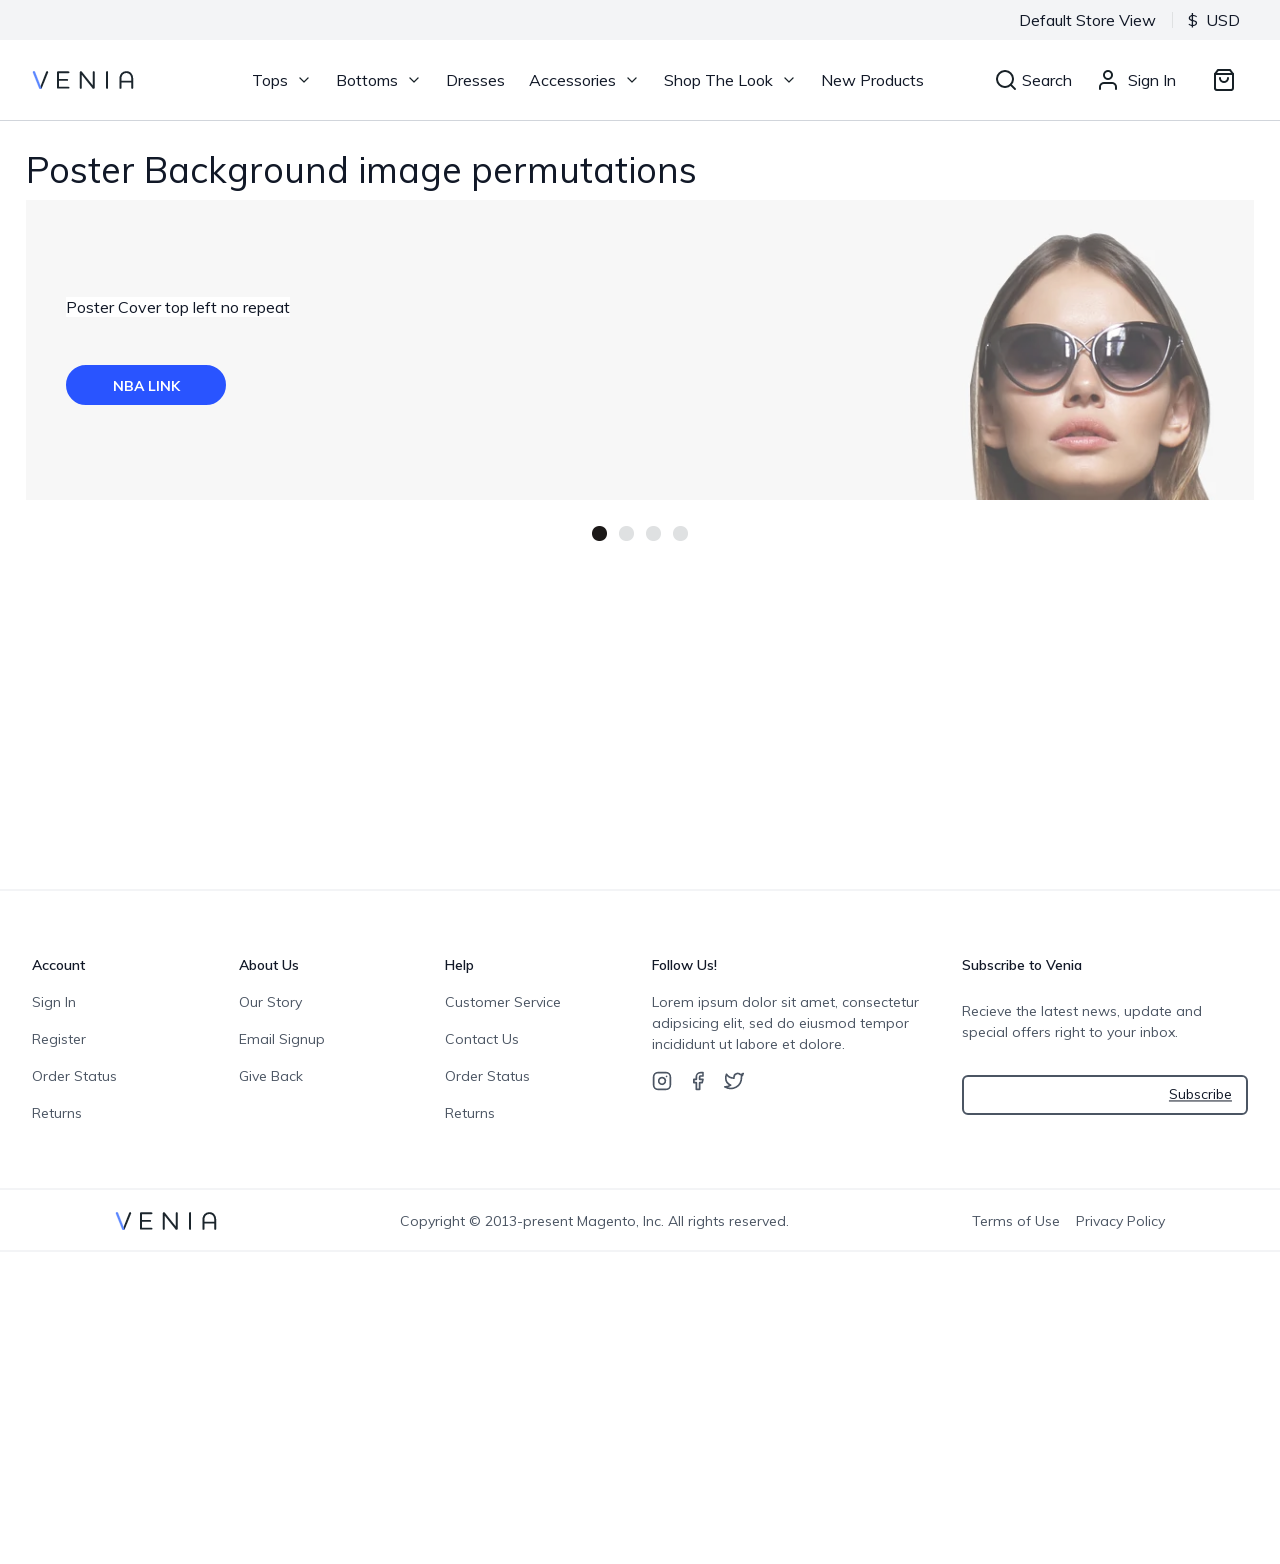 Default Store View
$ USD
VENIA
Tops
Bottoms
Dresses
Accessories
Shop The Look
New Products
Search
Sign In
Poster Background image permutations
Poster Cover top left no repeat
NBA LINK
Account
Sign In
Register
Order Status
Returns
About Us
Our Story
Email Signup
Give Back
Help
Customer Service
Contact Us
Order Status
Returns
Follow Us!
Lorem ipsum dolor sit amet, consectetur
adipsicing elit, sed do eiusmod tempor
incididunt ut labore et dolore.
Subscribe to Venia
Recieve the latest news, update and
special offers right to your inbox.
Subscribe
VENIA
Copyright © 2013-present Magento, Inc. All rights reserved.
Terms of Use
Privacy Policy